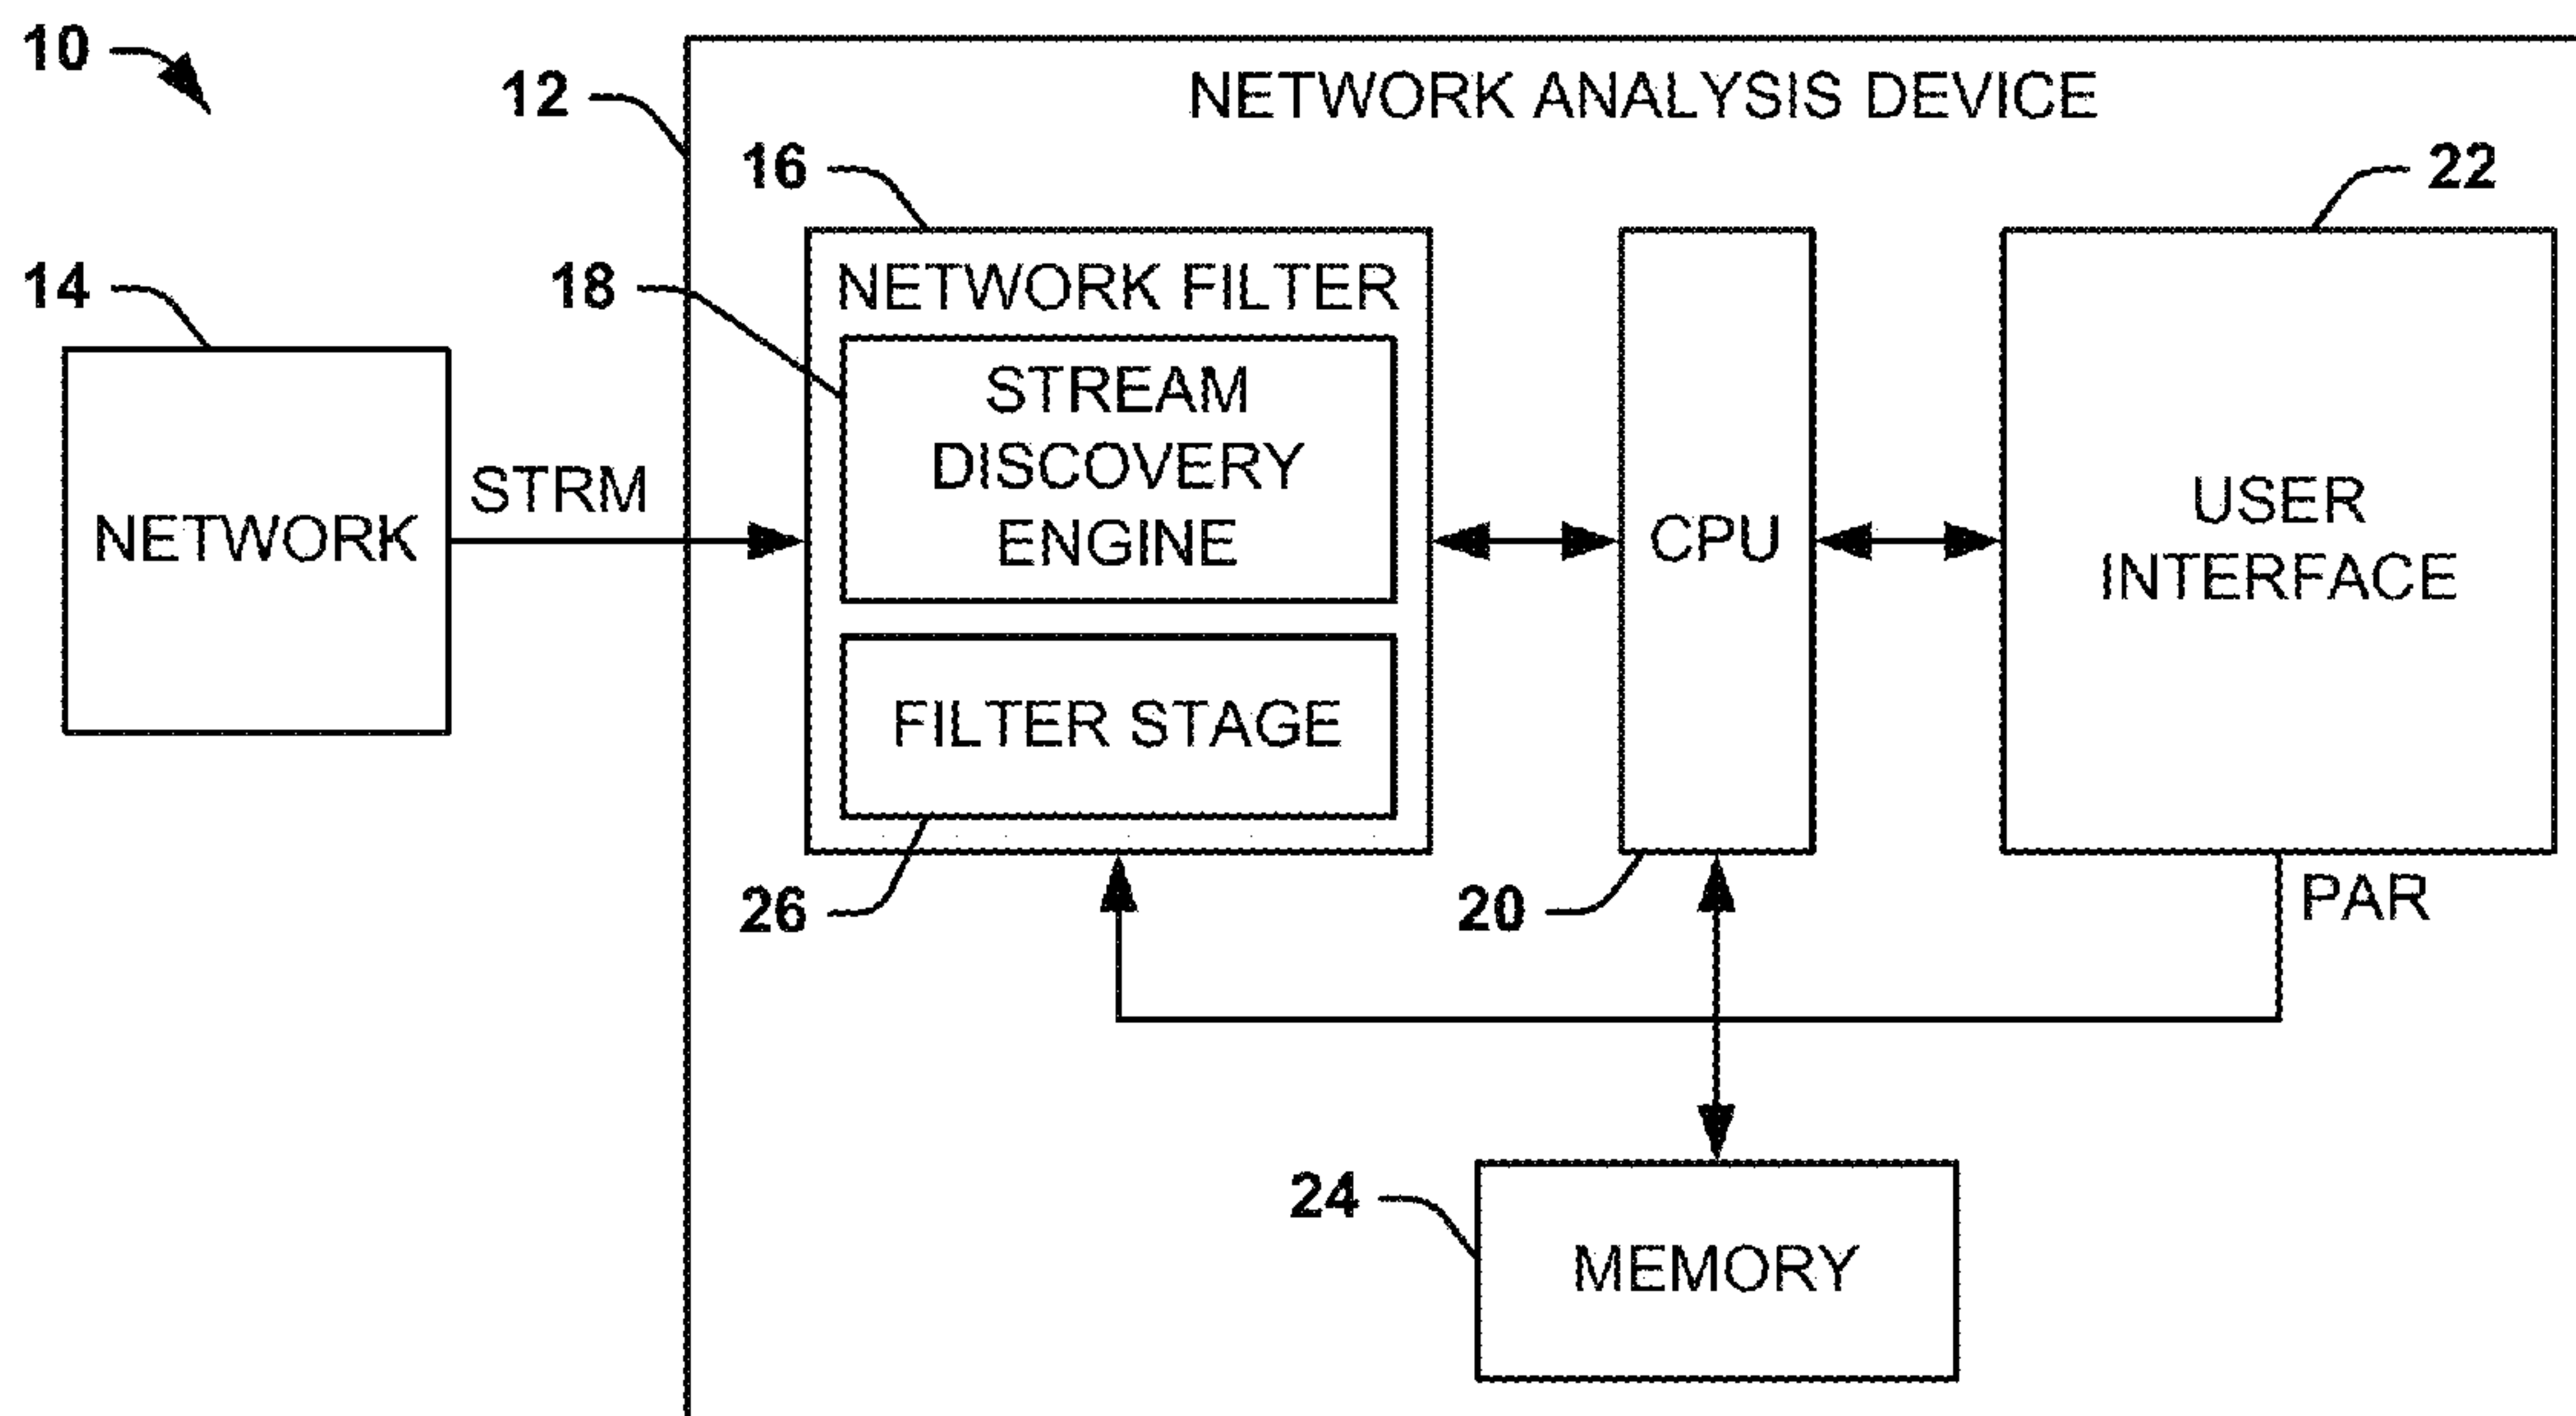 10
12
NETWORK ANALYSIS DEVICE
16
22
14
18
NETWORK FILTER
STREAM
DISCOVERY
ENGINE
NETWORK
STRM
CPU
USER
INTERFACE
FILTER STAGE
26
20
PAR
24
MEMORY